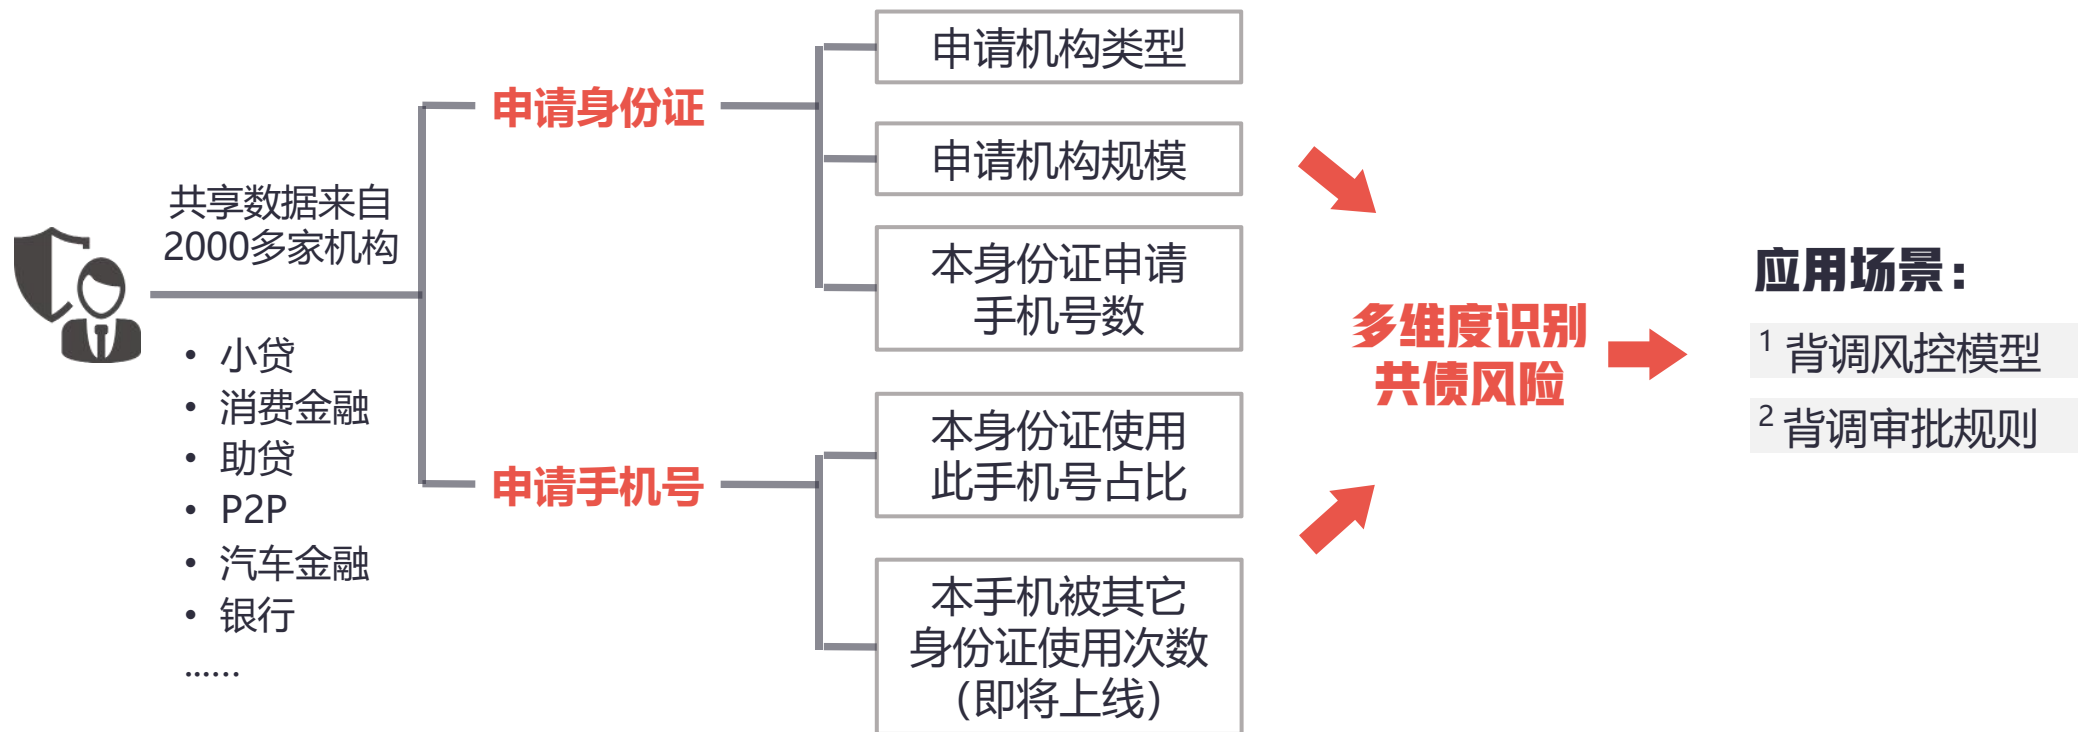 共享数据来自
2000多家机构
• 小贷
• 消费金融
• 助贷
• P2P
• 汽车金融
• 银行
......
申请身份证
申请机构类型
申请机构规模
本身份证申请
手机号数
申请手机号
本身份证使用
此手机号占比
本手机被其它
身份证使用次数
（即将上线）
多维度识别
共债风险
应用场景：
1 背调风控模型
2 背调审批规则